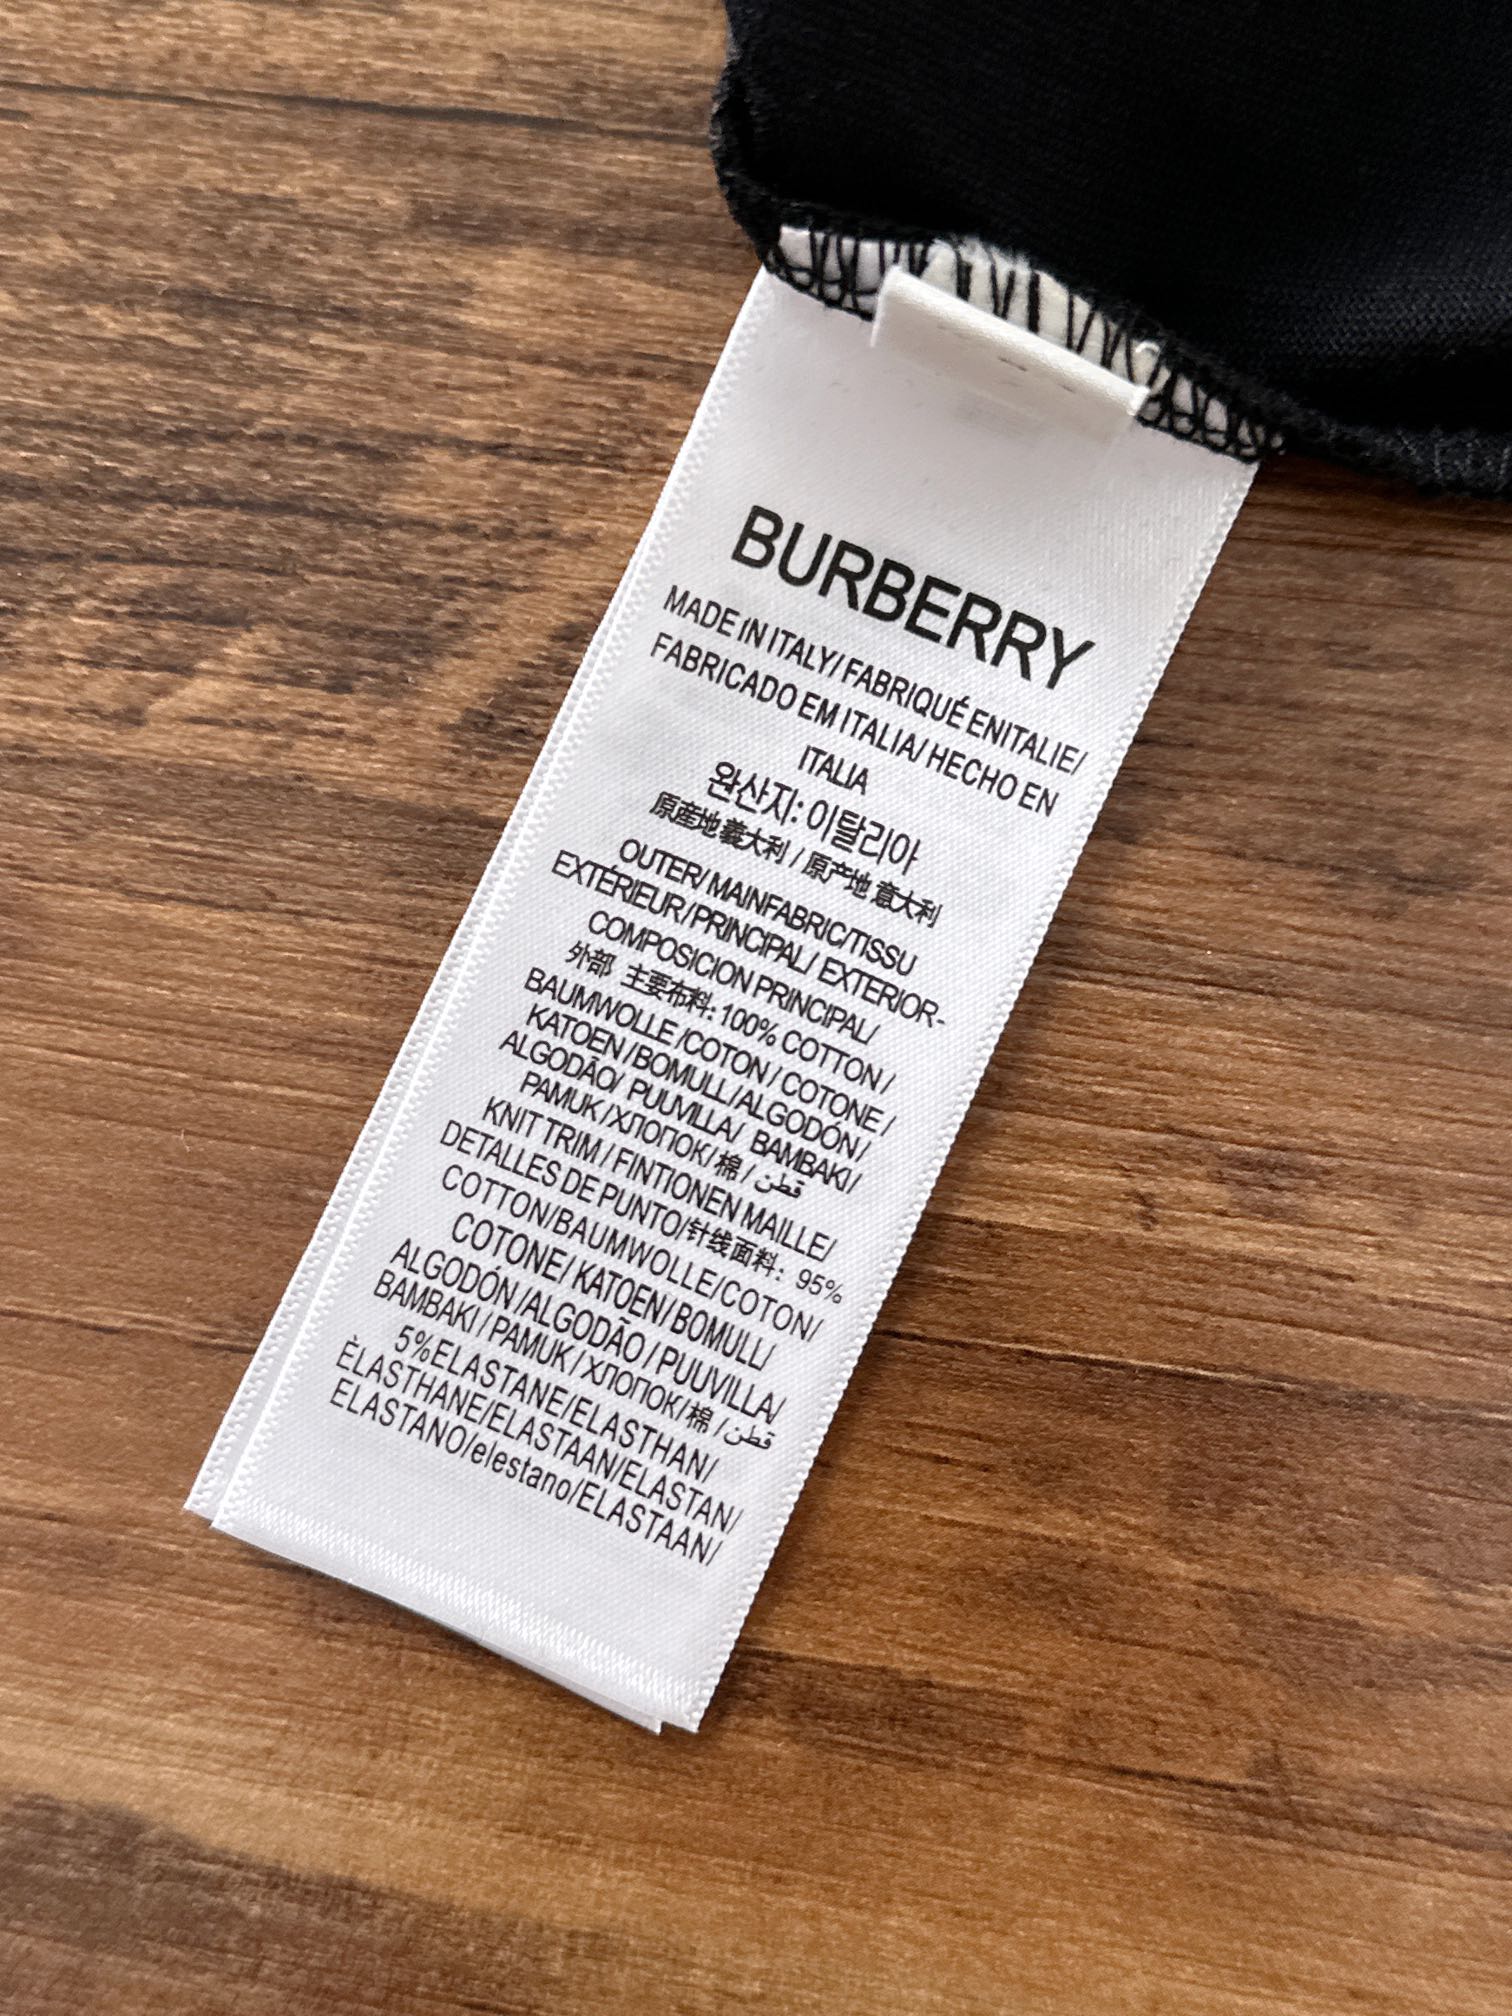 BURBERRY
MADE IN ITALY/ FABRIQUÉ ENITALIE/
FABRICADO EM ITALIA/ HECHO EN
ITALIA
완산지: 이탈리아
原産地 義大利 / 原产地 意大利
OUTER/ MAINFABRIC/TISSU
EXTÉRIEUR /PRINCIPAL/ EXTERIOR-
COMPOSICION PRINCIPAL/
外部 主要布料: 100% COTTON /
BAUMWOLLE /COTON / COTONE /
KATOEN /BOMULL/ALGODÓN /
ALGODÃO/ PUUVILLA/ BAMBAKI /
PAMUK / ХЛОПОК/ 棉 / قطن
KNIT TRIM / FINTIONEN MAILLE/
DETALLES DE PUNTO/针线面料: 95%
COTTON/BAUMWOLLE/COTON/
COTONE/ KATOEN/ BOMULL/
ALGODÓN /ALGODÃO / PUUVILLA/
BAMBAKI / PAMUK / ХЛОПОК/ 棉 / قطن
5%ELASTANE/ELASTHAN/
ÈLASTHANE/ELASTAAN/ELASTAN/
ELASTANO/elestano/ELASTAAN/